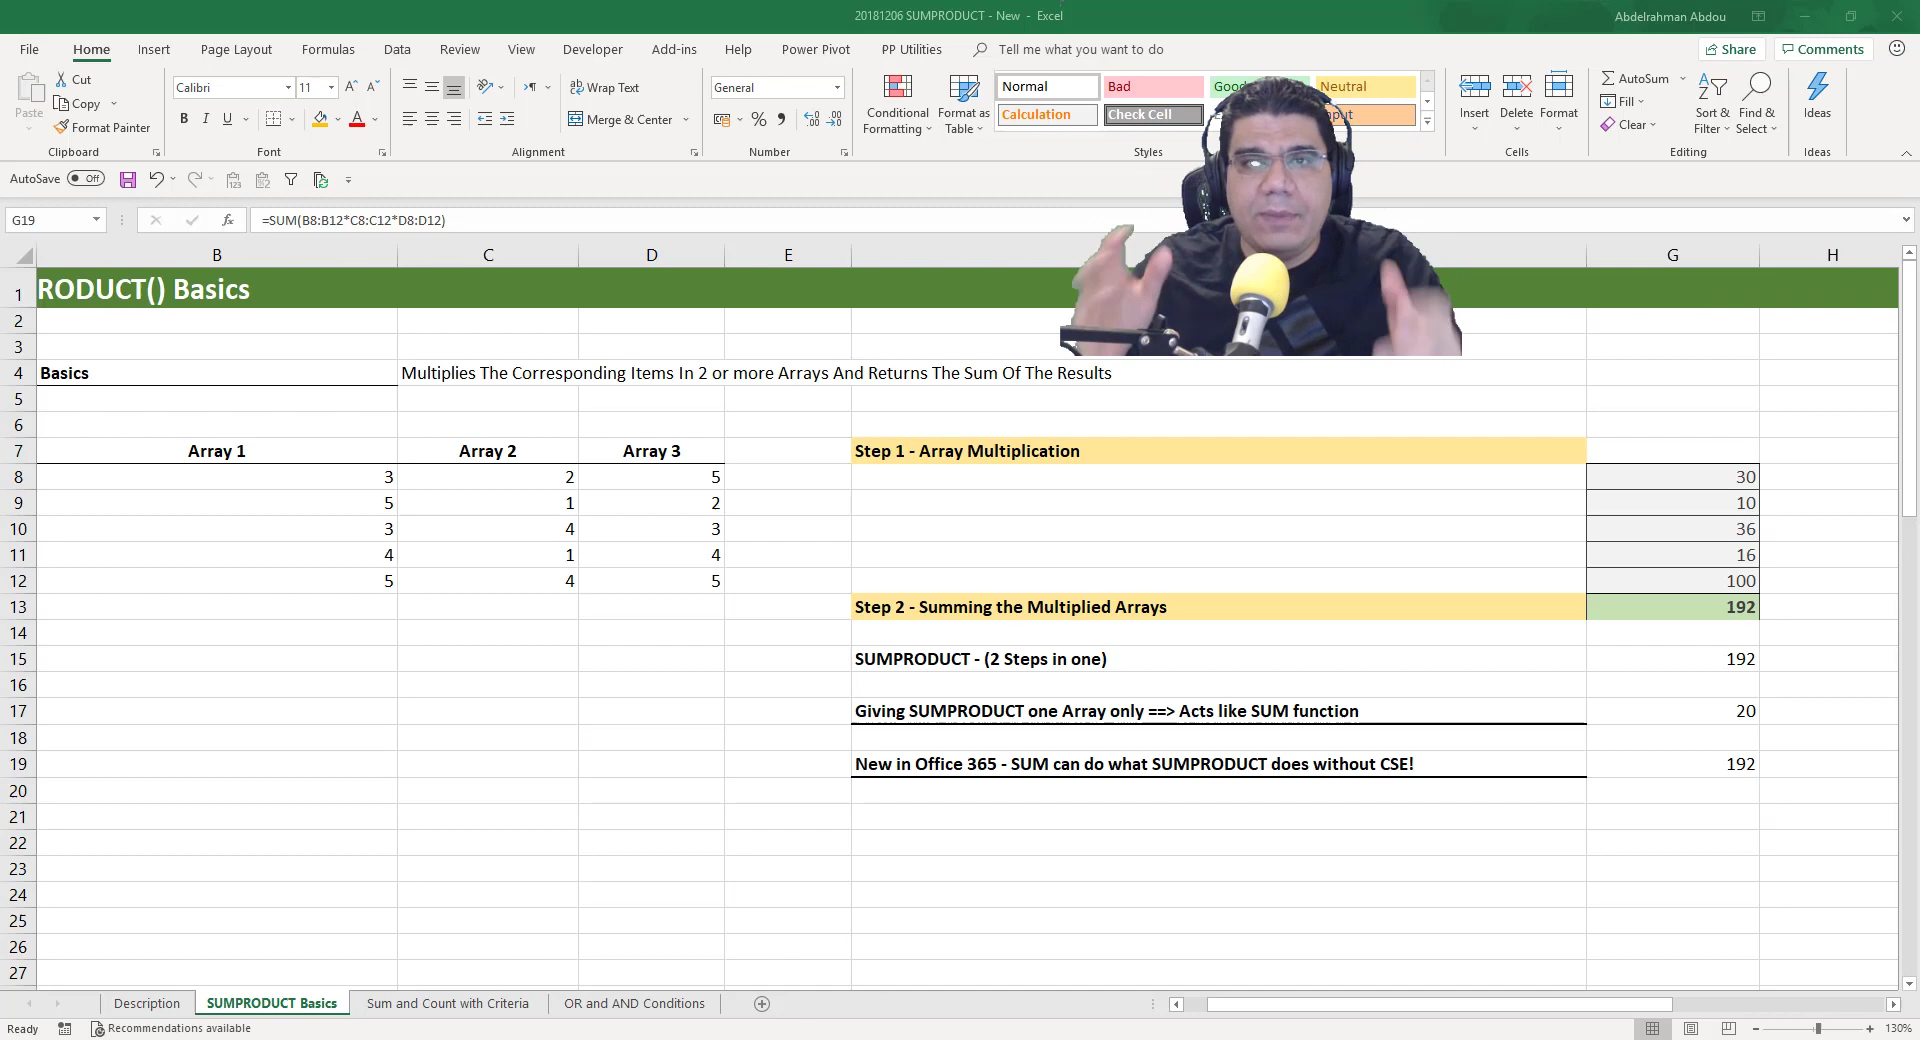 20181206 SUMPRODUCT - New - Excel
Abdelrahman Abdou
File Home Insert Page Layout Formulas Data Review View Developer Add-ins Help Power Pivot PP Utilities Tell me what you want to do Share Comments
Paste
Cut
Copy
Format Painter
Clipboard
Calibri 11
B I U
Font
Wrap Text
Merge & Center
Alignment
General
Number
Conditional Formatting
Format as Table
Normal Bad Good Neutral
Calculation Check Cell
Styles
Insert Delete Format
Cells
AutoSum
Fill
Clear
Sort & Filter
Find & Select
Editing
Ideas
Ideas
AutoSave Off
G19 fx =SUM(B8:B12*C8:C12*D8:D12)
B C D E G H
1 RODUCT() Basics
2
3
4 Basics Multiplies The Corresponding Items In 2 or more Arrays And Returns The Sum Of The Results
5
6
7 Array 1 Array 2 Array 3 Step 1 - Array Multiplication
8 3 2 5 30
9 5 1 2 10
10 3 4 3 36
11 4 1 4 16
12 5 4 5 100
13 Step 2 - Summing the Multiplied Arrays 192
14
15 SUMPRODUCT - (2 Steps in one) 192
16
17 Giving SUMPRODUCT one Array only ==> Acts like SUM function 20
18
19 New in Office 365 - SUM can do what SUMPRODUCT does without CSE! 192
20
21
22
23
24
25
26
27
Description SUMPRODUCT Basics Sum and Count with Criteria OR and AND Conditions
Ready Recommendations available 130%